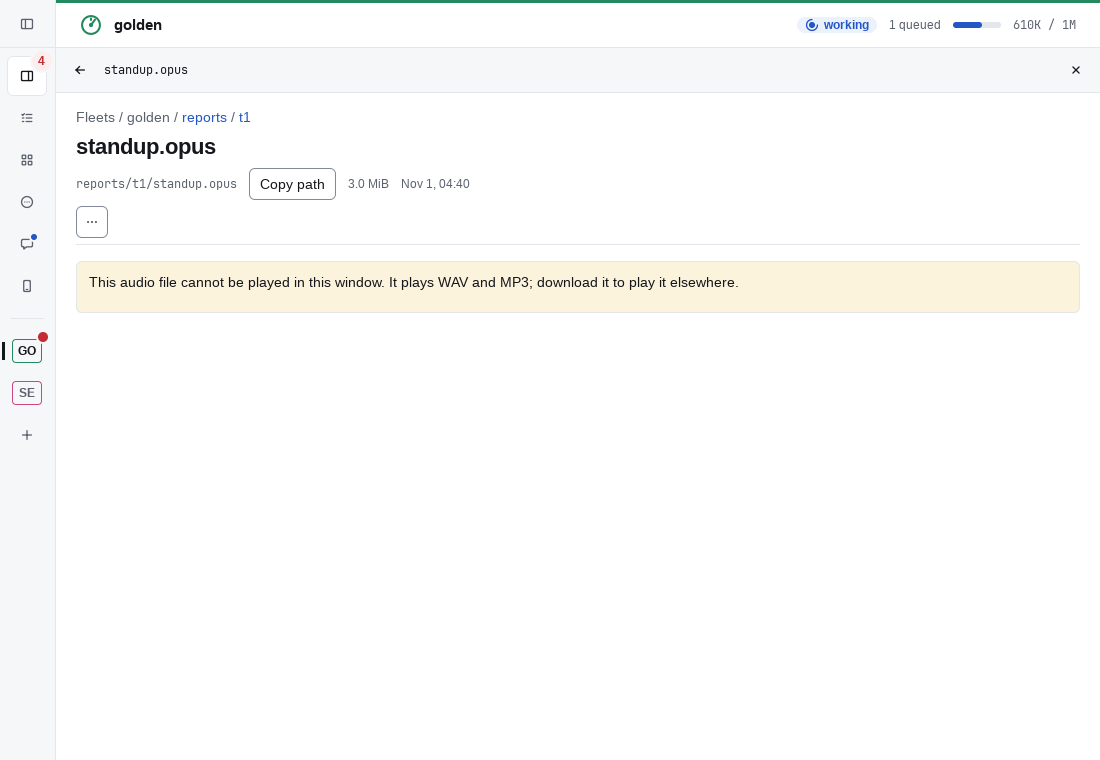 golden
working
1 queued
610K / 1M
4
standup.opus
Fleets / golden / reports / t1
standup.opus
reports/t1/standup.opus
Copy path
3.0 MiB
Nov 1, 04:40
This audio file cannot be played in this window. It plays WAV and MP3; download it to play it elsewhere.
GO
SE